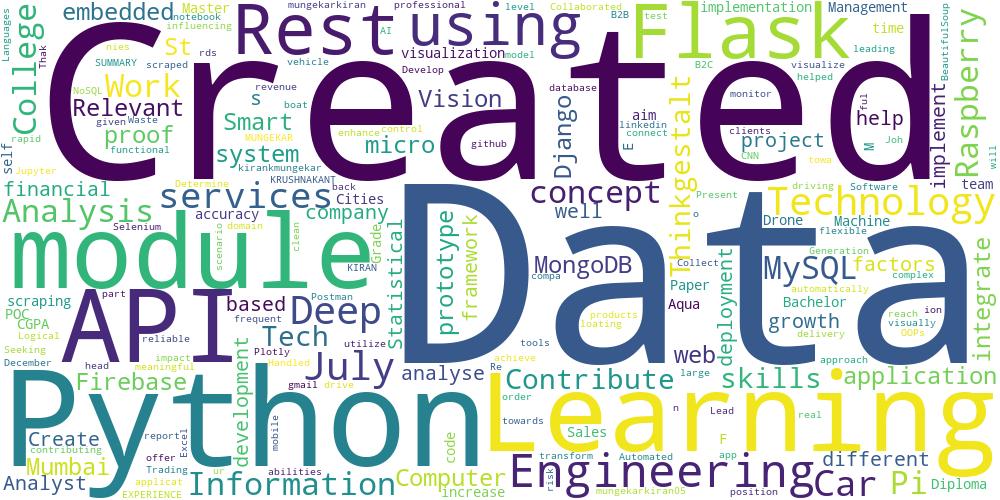 embedded
Master
notebook
influencing
mungekarkiran
professional
level
Collaborated
B2B
test
implementation
Management
Languages
College
Thak
nies
rds
St
SUMMARY
scraped
Created
Rest
using
AI
visualization
model
Develop
Flask
B2C
visualize
helped
time
leading
BeautifulSoup
Raspberry
NoSQL
Work
vehicle
revenue
boat
Relevant
given
Waste
proof
functional
rapid
self
s
Smart
MUNGEKAR
system
kirankmungekar
KRUSHNAKANT
Vision
enhance
control
micro
github
database
Django
E
aim
linkedin
connect
Thinkgestalt
monitor
clients
project
CNN
towa
ful
help
M
Joh
implement
team
will
Jupyter
financial
Determine
services
back
Cities
concept
well
Present
driving
Software
Analysis
accuracy
company
Selenium
domain
scenario
clean
Grade
KIRAN
statistical
prototype
framework
Data
MongoDB
compa
o
Collect
Paper
Aqua
Technology
Drone
Machine
flexible
Generation
MySQL
factors
complex
automatically
Bachelor
growth
reach
ion
visually
OOPs
delivery
integrate
deployment
module
scraping
POC
CGPA
Logical
Seeking
December
part
API
reliable
based
frequent
Postman
Deep
Tech
utilize
products
loating
tools
web
approach
impact
meaningful
head
Plotly
Handled
July
analyse
achieve
Re
large
Contribute
skills
application
Python
Firebase
development
gmail
drive
order
towards
Learning
n
Lead
real
Create
contributing
report
Excel
mobile
code
Sales
F
app
Mumbai
Analyst
offer
Trading
applicat
EXPERIENCE
ur
abilities
Information
Computer
increase
transform
Automated
Engineering
risk
mungekarkiran05
position
Car
different
Pi
Diploma